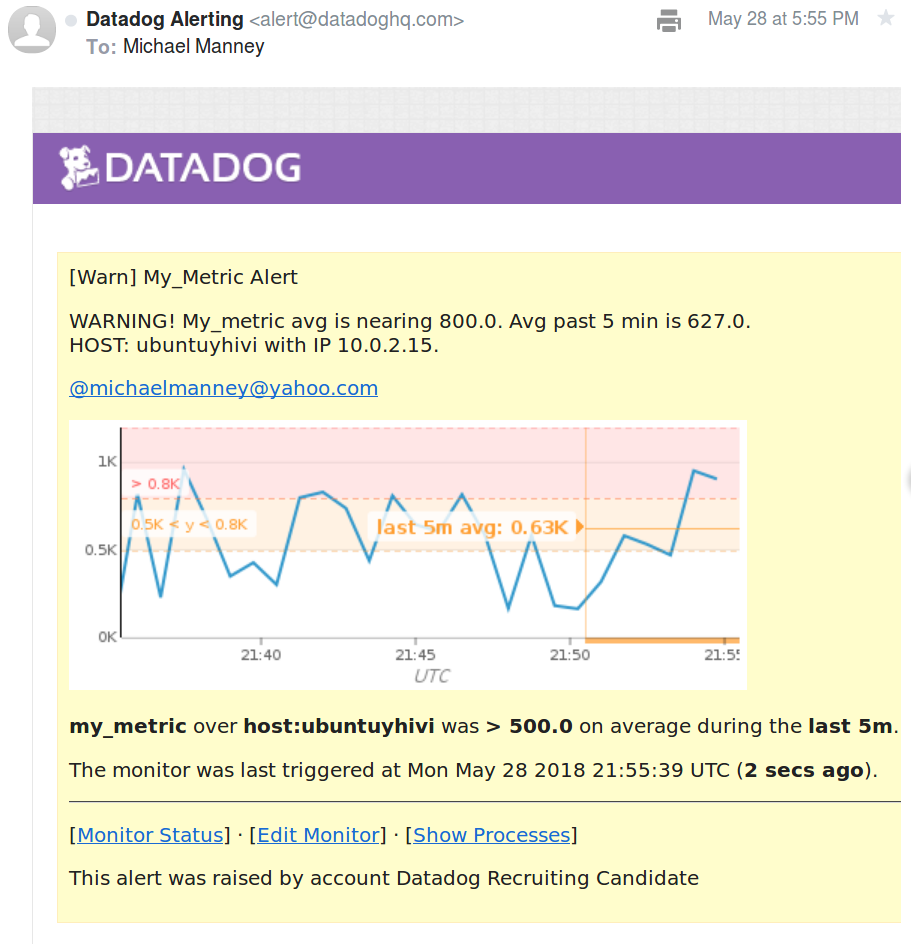 Datadog Alerting <alert@datadoghq.com> May 28 at 5:55 PM
To: Michael Manney
DATADOG
[Warn] My_Metric Alert
WARNING! My_metric avg is nearing 800.0. Avg past 5 min is 627.0.
HOST: ubuntuyhivi with IP 10.0.2.15.
@michaelmanney@yahoo.com
1K
> 0.8K
0.5K < y < 0.8K
last 5m avg: 0.63K
0.5K
0K
21:40 21:45 21:50 21:55
UTC
my_metric over host:ubuntuyhivi was > 500.0 on average during the last 5m.
The monitor was last triggered at Mon May 28 2018 21:55:39 UTC (2 secs ago).
[Monitor Status] · [Edit Monitor] · [Show Processes]
This alert was raised by account Datadog Recruiting Candidate